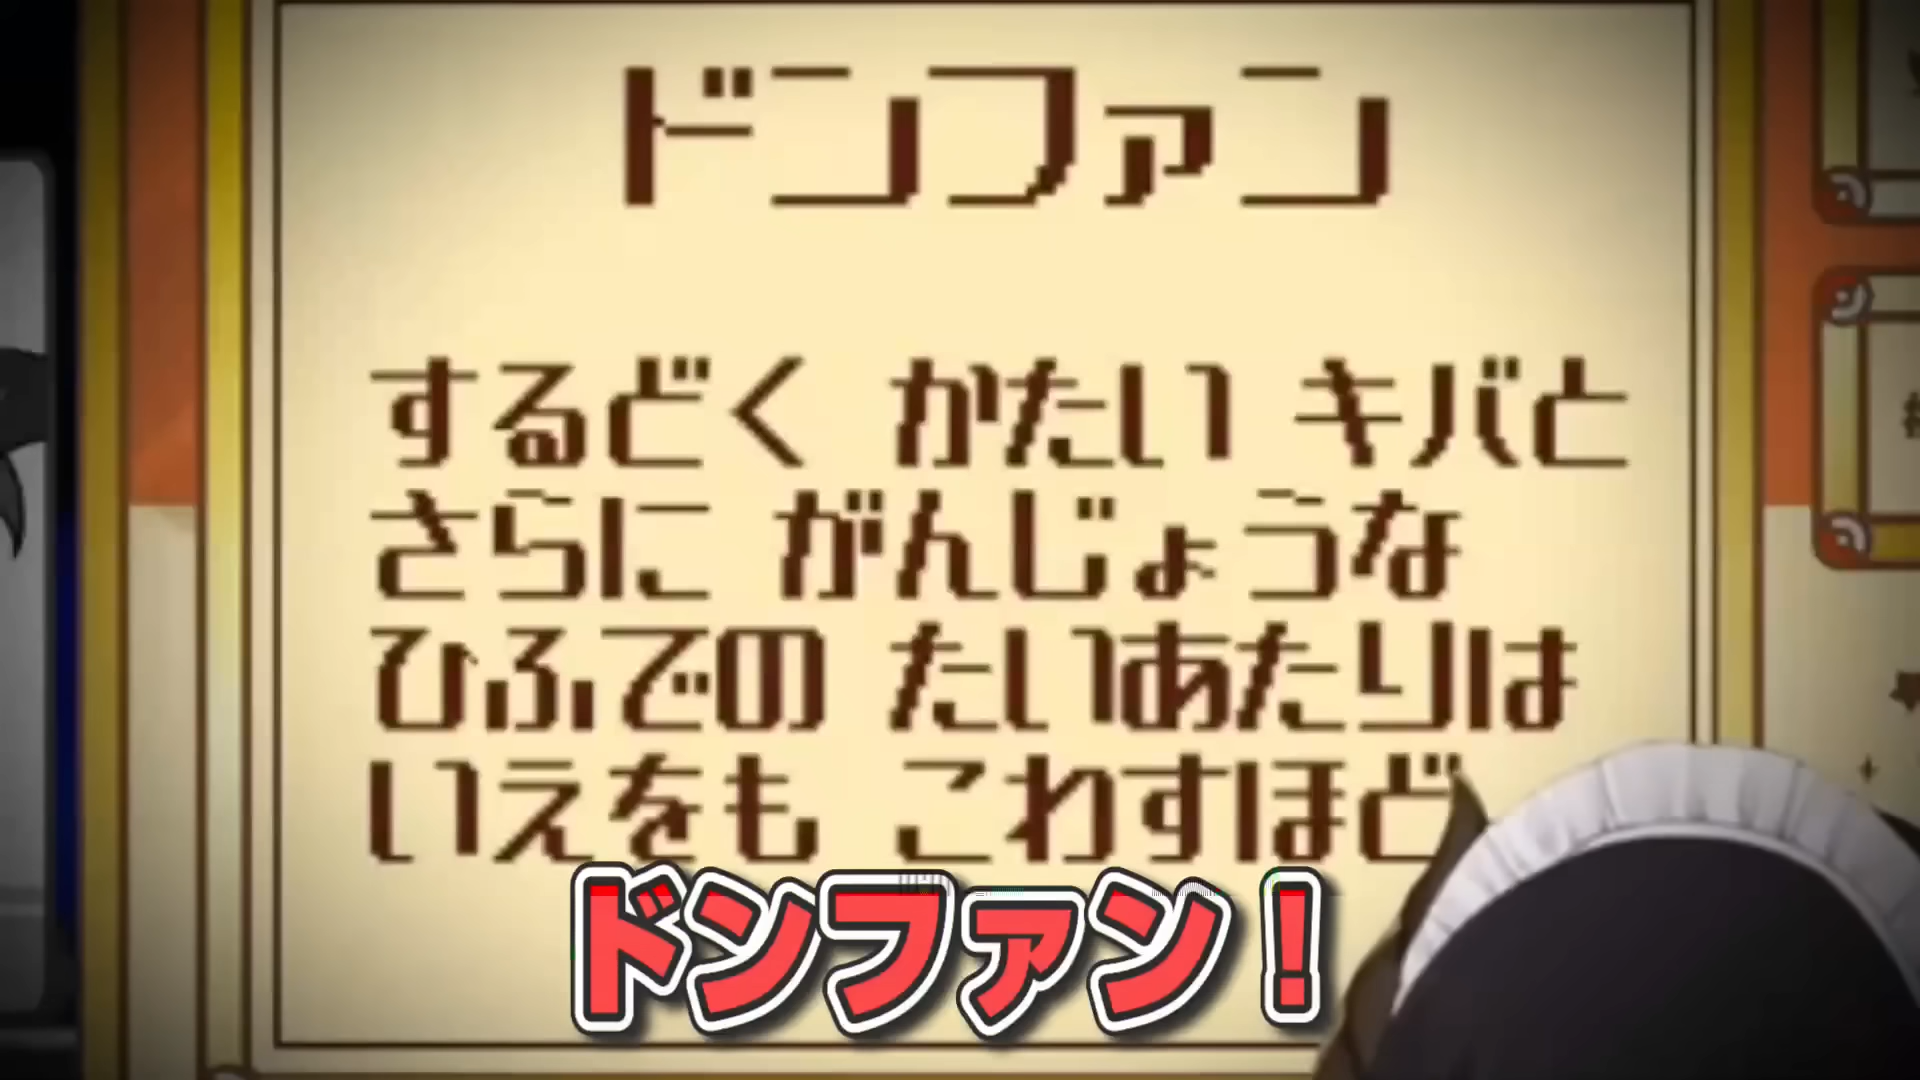 ドンファン
するどく かたい キバと
さらに がんじょうな
ひふでの たいあたりは
いえをも こわすほど
ドンファン！